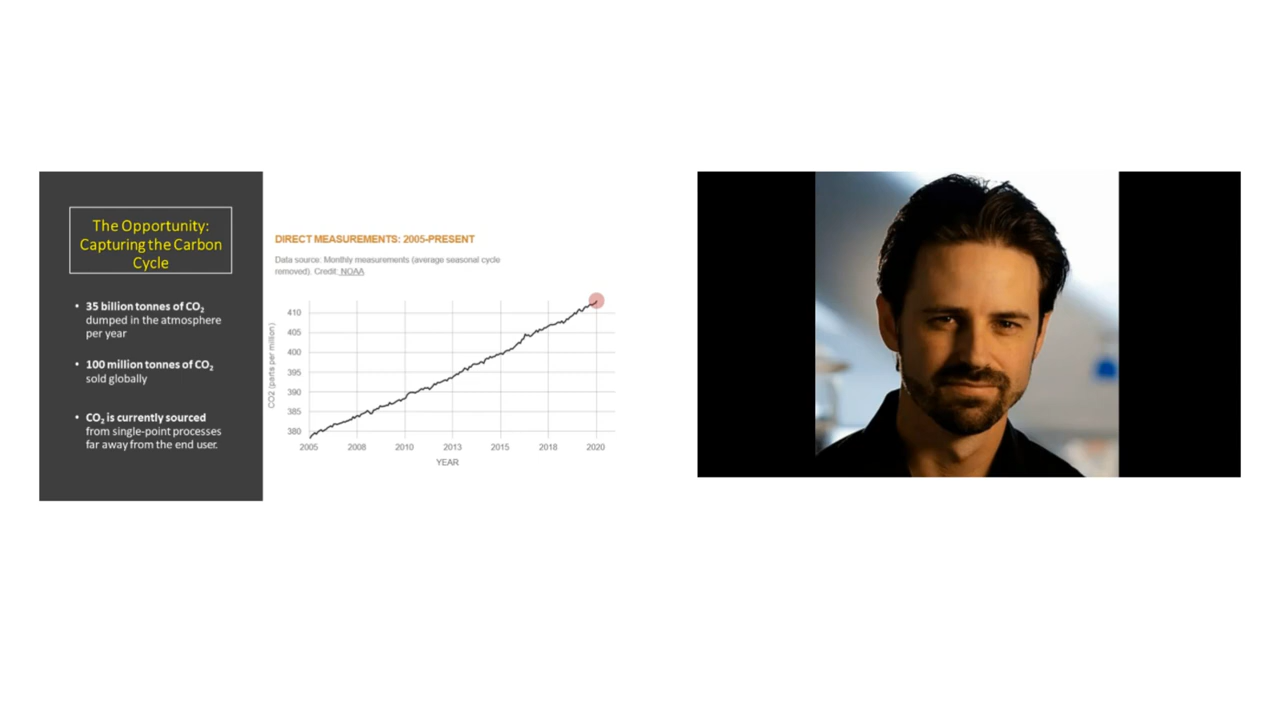 The Opportunity:
Capturing the Carbon
Cycle
• 35 billion tonnes of CO₂
dumped in the atmosphere
per year
• 100 million tonnes of CO₂
sold globally
• CO₂ is currently sourced
from single-point processes
far away from the end user.
DIRECT MEASUREMENTS: 2005-PRESENT
Data source: Monthly measurements (average seasonal cycle
removed). Credit: NOAA
CO2 (parts per million)
410
405
400
395
390
385
380
2005 2008 2010 2013 2015 2018 2020
YEAR